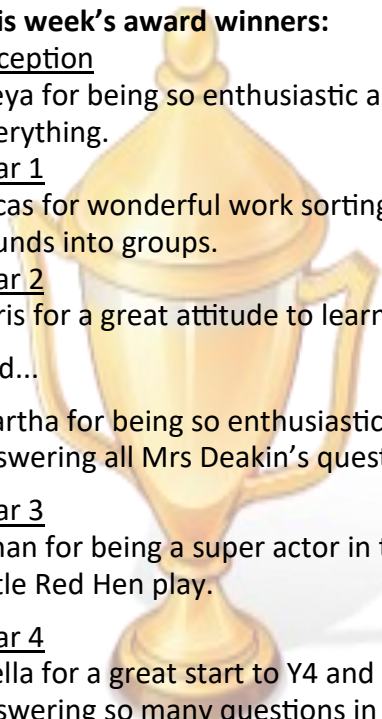 is week's award winners:
ception
eya for being so enthusiastic a
erything.
ar 1
cas for wonderful work sorting
unds into groups.
ar 2
ris for a great attitude to learn
d...
artha for being so enthusiastic
swering all Mrs Deakin's quest
ar 3
nan for being a super actor in t
tle Red Hen play.
ar 4
ella for a great start to Y4 and
swering so many questions in